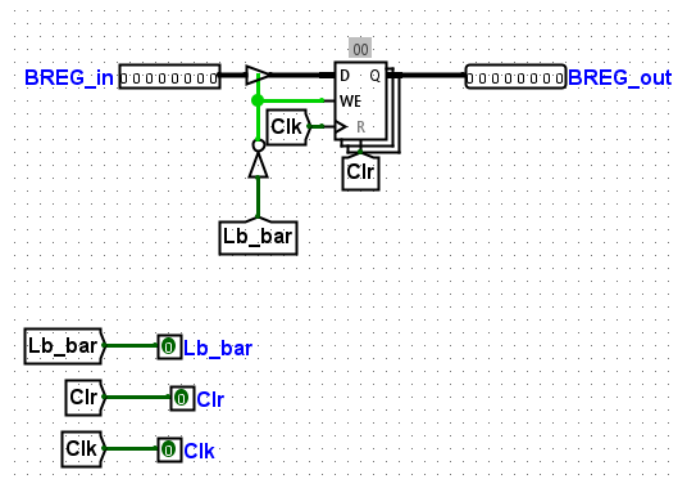 00
BREG_in 00000000 D Q 00000000 BREG_out
WE
Clk R
Clr
Lb_bar
Lb_bar 0 Lb_bar
Clr 0 Clr
Clk 0 Clk